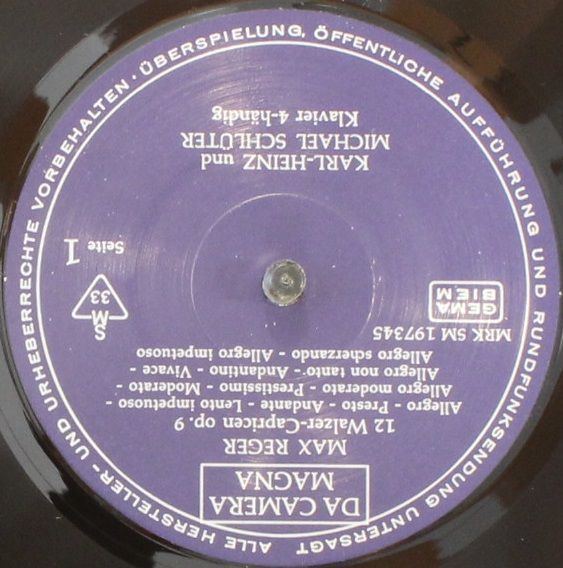 DA CAMERA
MAGNA
MAX REGER
12 Walzer-Capricen op. 9
Allegro - Presto - Andante - Lento impetuoso -
Allegro moderato - Prestissimo - Moderato -
Allegro non tanto - Andantino - Vivace -
Allegro scherzando - Allegro impetuoso
MRK SM 197345
GEMA
BIEM
S
M
33
Seite 1
KARL-HEINZ und
MICHAEL SCHLÜTER
Klavier 4-händig
ALLE HERSTELLER- UND URHEBERRECHTE VORBEHALTEN · ÜBERSPIELUNG, ÖFFENTLICHE AUFFÜHRUNG UND RUNDFUNKSENDUNG UNTERSAGT